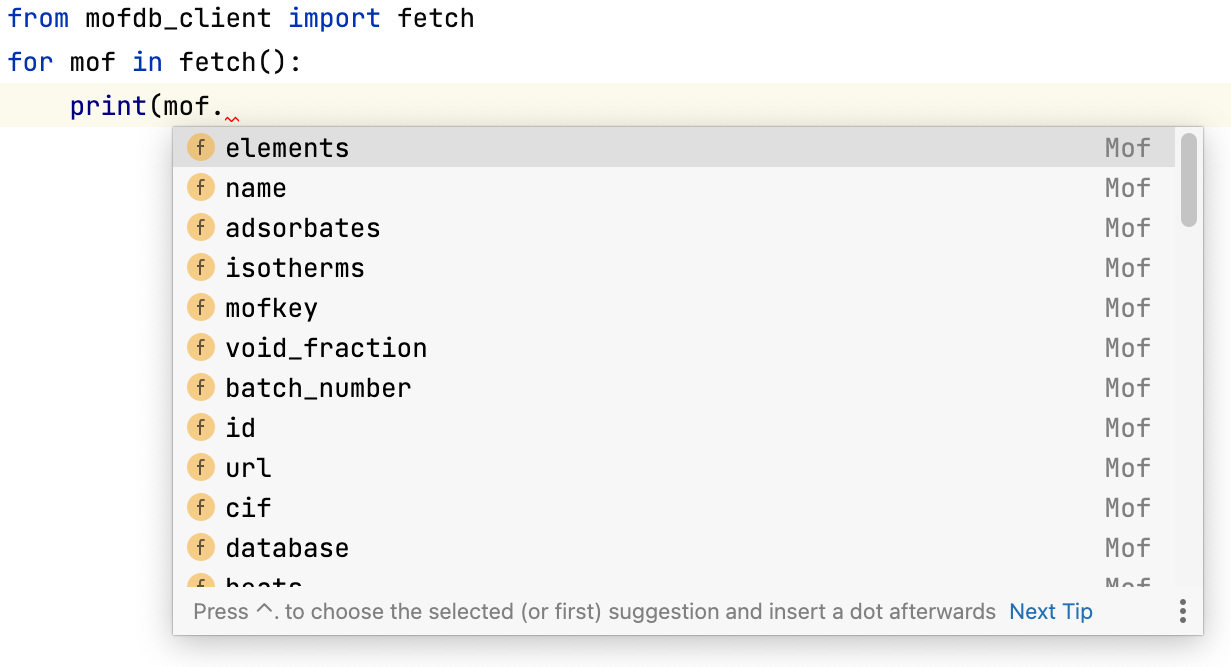 from mofdb_client import fetch
for mof in fetch():
    print(mof.
f elements Mof
f name Mof
f adsorbates Mof
f isotherms Mof
f mofkey Mof
f void_fraction Mof
f batch_number Mof
f id Mof
f url Mof
f cif Mof
f database Mof
f heats Mof
Press ^. to choose the selected (or first) suggestion and insert a dot afterwards Next Tip